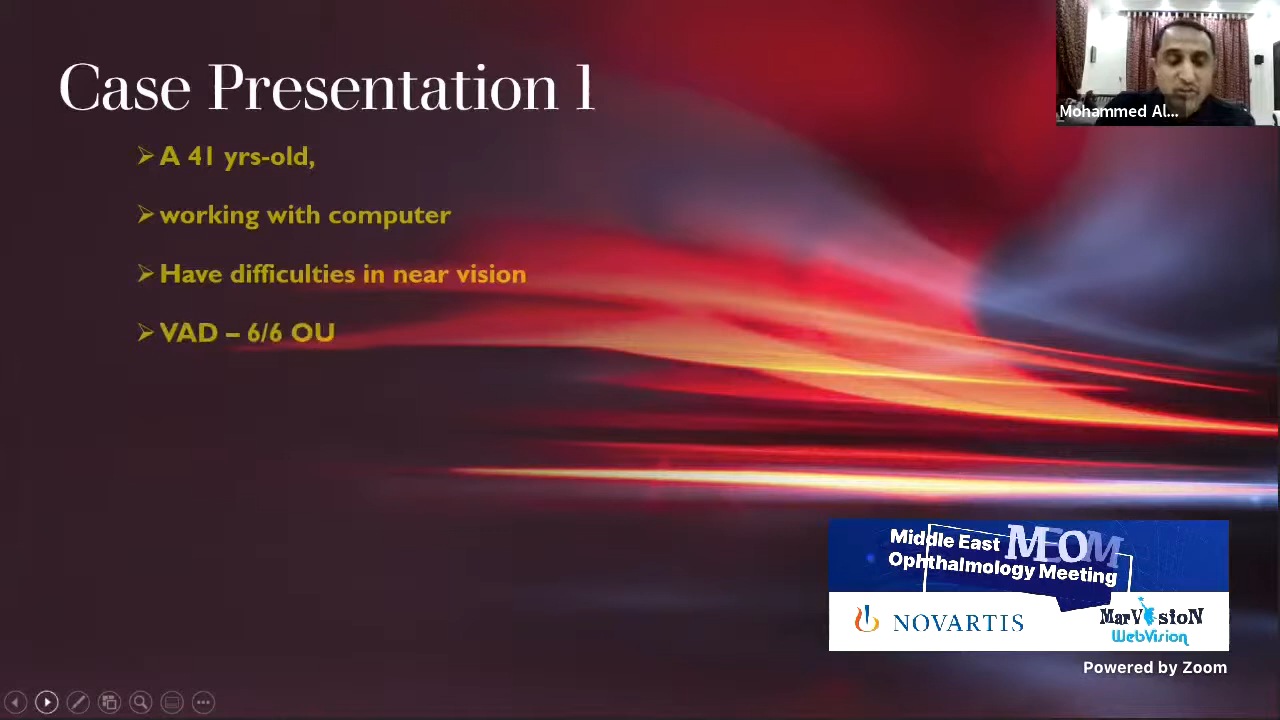 Case Presentation 1
Mohammed Al...
➢A 41 yrs-old,
➢working with computer
➢Have difficulties in near vision
➢VAD – 6/6 OU
Middle East MEOM
Ophthalmology Meeting
NOVARTIS
MarVisioN
WebVision
Powered by Zoom